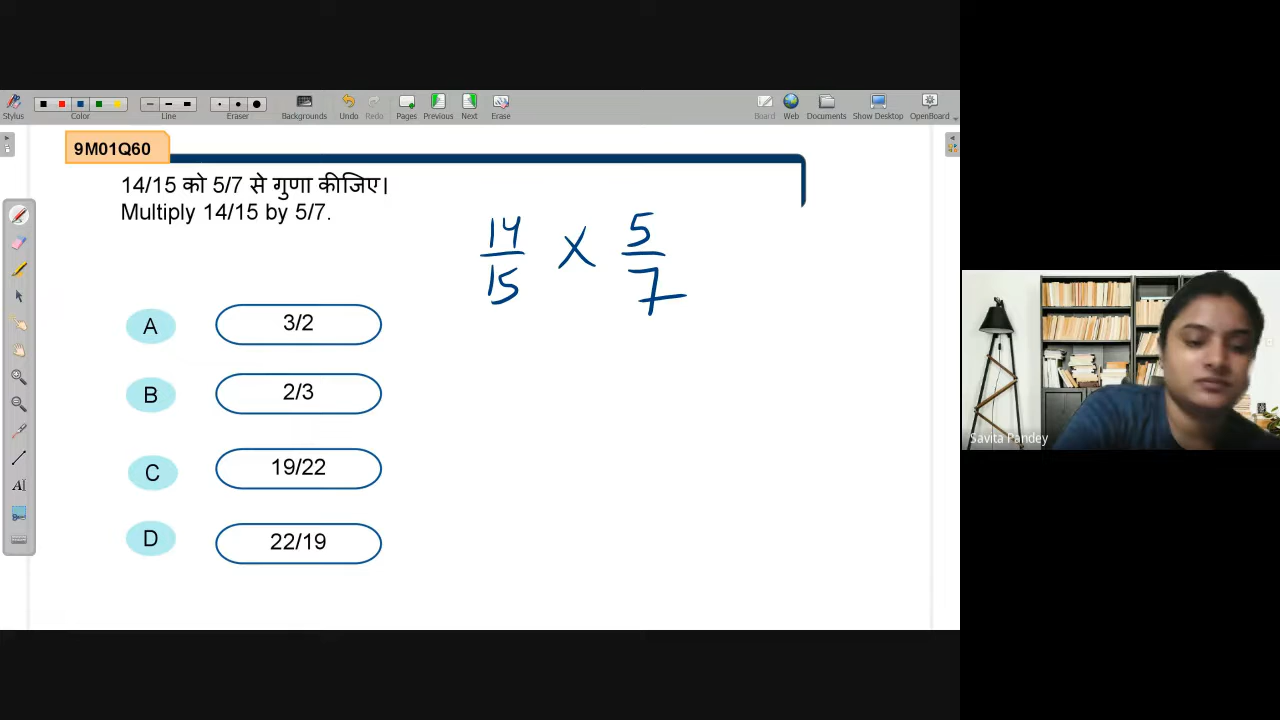 Stylus
Color
Line
Eraser
Backgrounds
Undo
Redo
Pages
Previous
Next
Erase
Board
Web
Documents
Show Desktop
OpenBoard
9M01Q60
14/15 को 5/7 से गुणा कीजिए।
Multiply 14/15 by 5/7.
14/15 X 5/7
A 3/2
B 2/3
C 19/22
D 22/19
AI
Savita Pandey